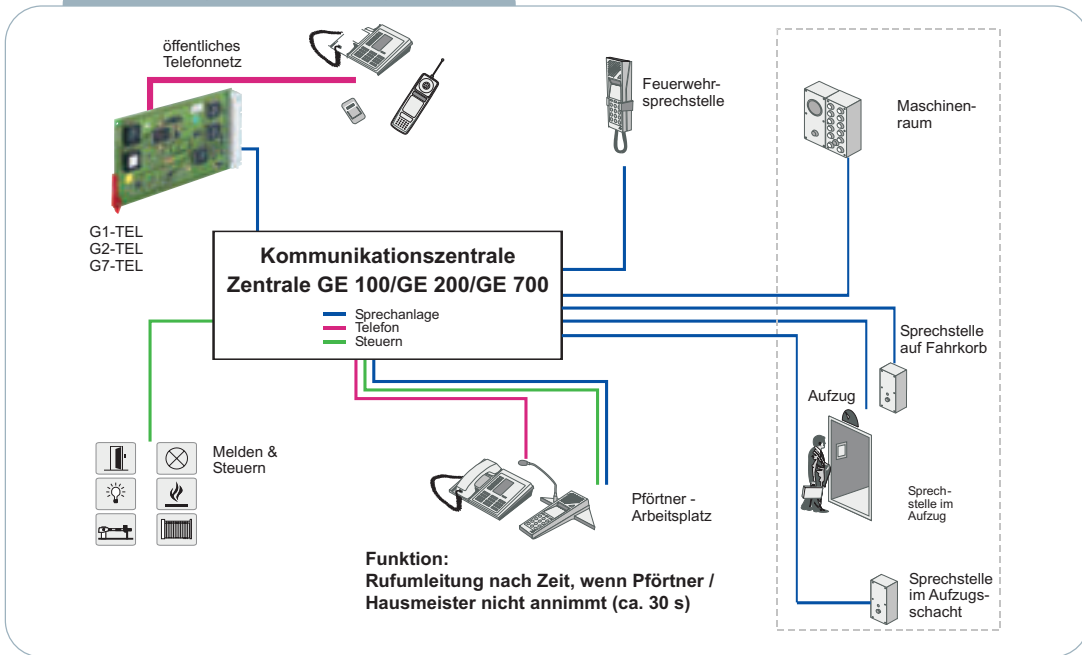 öffentliches
Telefonnetz
G1-TEL
G2-TEL
G7-TEL
Feuerwehr-
sprechstelle
Maschinen-
raum
Kommunikationszentrale
Zentrale GE 100/GE 200/GE 700
Sprechanlage
Telefon
Steuern
Sprechstelle
auf Fahrkorb
Aufzug
Sprech-
stelle im
Aufzug
Melden &
Steuern
Pförtner -
Arbeitsplatz
Funktion:
Rufumleitung nach Zeit, wenn Pförtner /
Hausmeister nicht annimmt (ca. 30 s)
Sprechstelle
im Aufzugs-
schacht